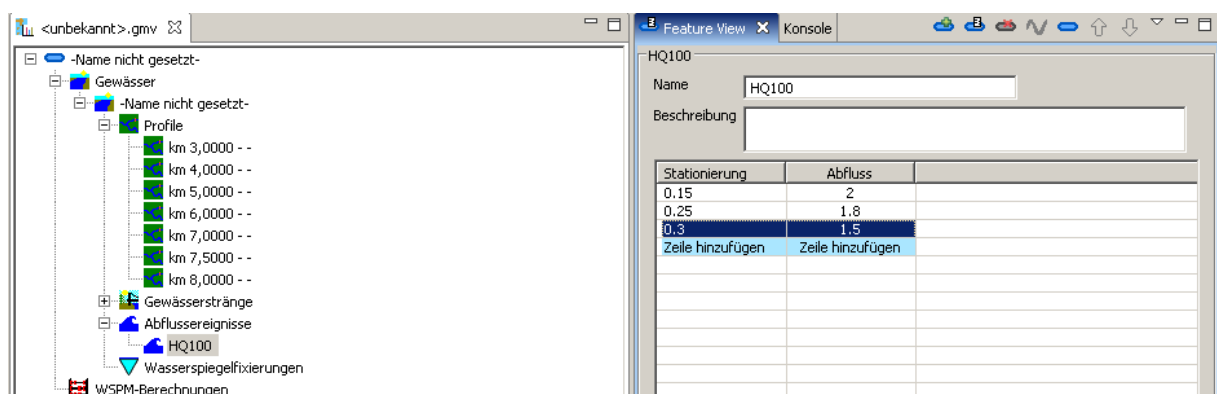 <unbekannt>.gmv
-Name nicht gesetzt-
Gewässer
-Name nicht gesetzt-
Profile
km 3,0000 - -
km 4,0000 - -
km 5,0000 - -
km 6,0000 - -
km 7,0000 - -
km 7,5000 - -
km 8,0000 - -
Gewässerstränge
Abflussereignisse
HQ100
Wasserspiegelfixierungen
WSPM-Berechnungen
Feature View Konsole
HQ100
Name HQ100
Beschreibung
Stationierung Abfluss
0.15 2
0.25 1.8
0.3 1.5
Zeile hinzufügen Zeile hinzufügen